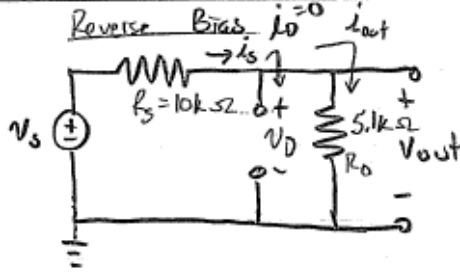 Reverse Bias i_D=0 i_out
→ i_s
R_s=10kΩ
+
V_s
V_D
-
5.1kΩ
R_O
+
V_out
-